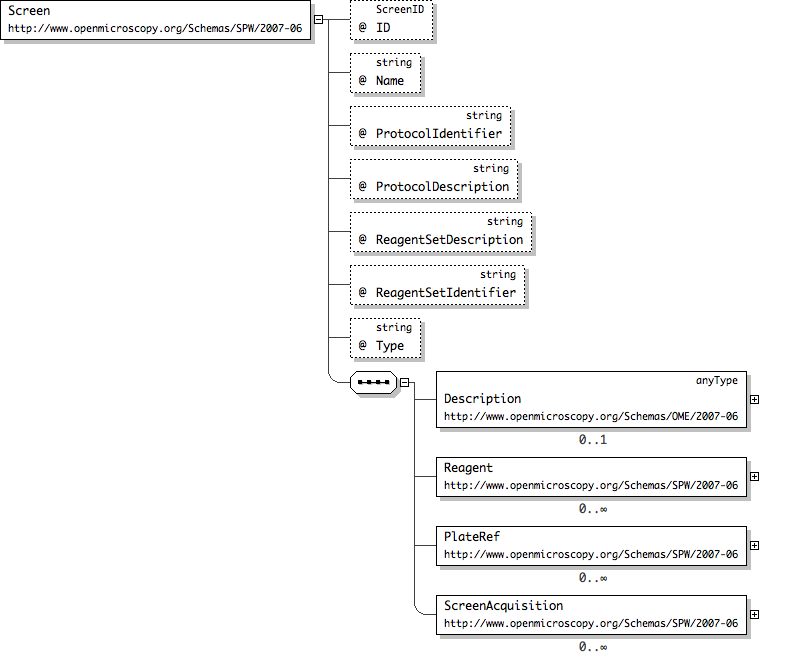 Screen
http://www.openmicroscopy.org/Schemas/SPW/2007-06
ScreenID
@ ID
string
@ Name
string
@ ProtocolIdentifier
string
@ ProtocolDescription
string
@ ReagentSetDescription
string
@ ReagentSetIdentifier
string
@ Type
anyType
Description
http://www.openmicroscopy.org/Schemas/OME/2007-06
0..1
Reagent
http://www.openmicroscopy.org/Schemas/SPW/2007-06
0..∞
PlateRef
http://www.openmicroscopy.org/Schemas/SPW/2007-06
0..∞
ScreenAcquisition
http://www.openmicroscopy.org/Schemas/SPW/2007-06
0..∞